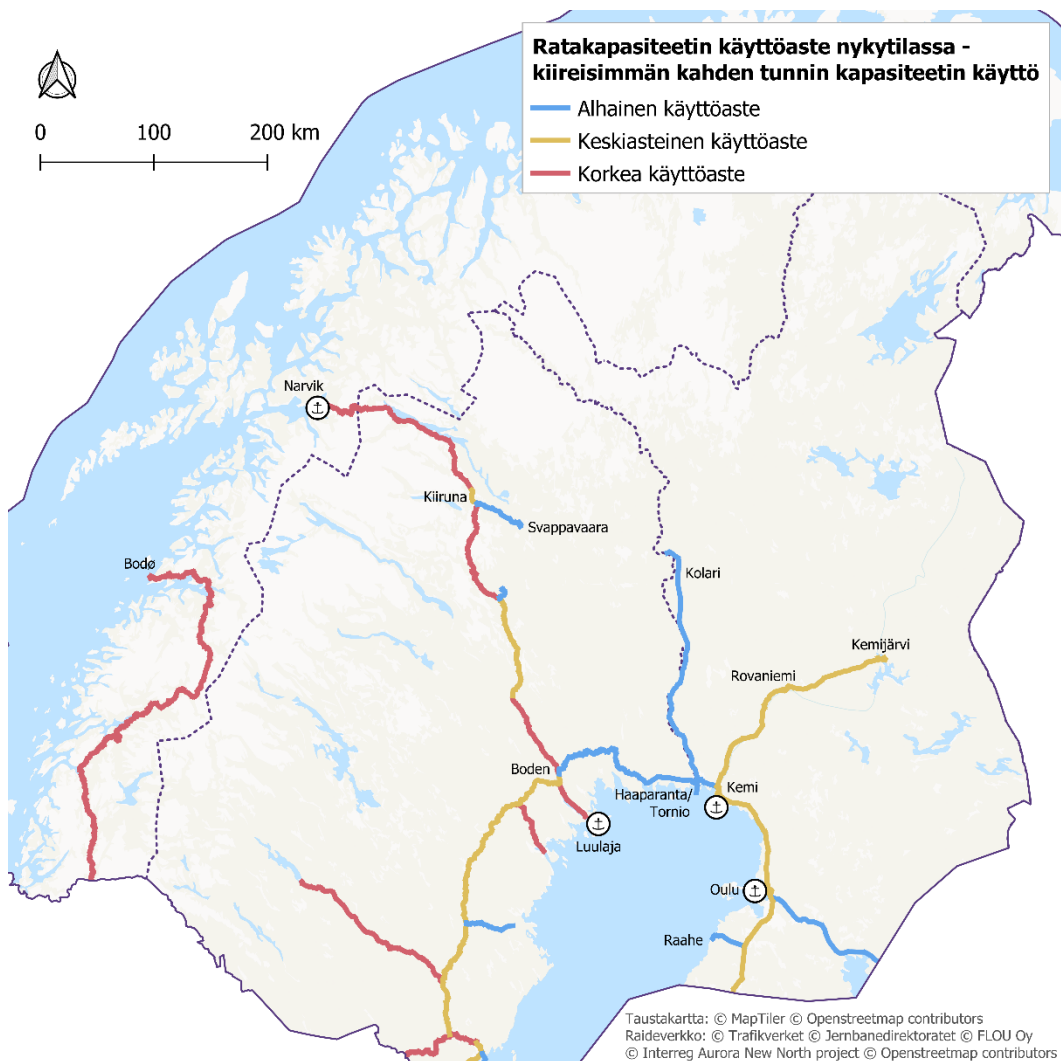 Ratakapasiteetin käyttöaste nykytilassa -
kiireisimmän kahden tunnin kapasiteetin käyttö
Alhainen käyttöaste
Keskiasteinen käyttöaste
Korkea käyttöaste
0 100 200 km
Narvik
Kiiruna
Svappavaara
Bodø
Kolari
Kemijärvi
Rovaniemi
Boden
Haaparanta/
Tornio
Kemi
Luulaja
Oulu
Raahe
Taustakartta: © MapTiler © Openstreetmap contributors
Raideverkko: © Trafikverket © Jernbanedirektoratet © FLOU Oy
© Interreg Aurora New North project © Openstreetmap contributors